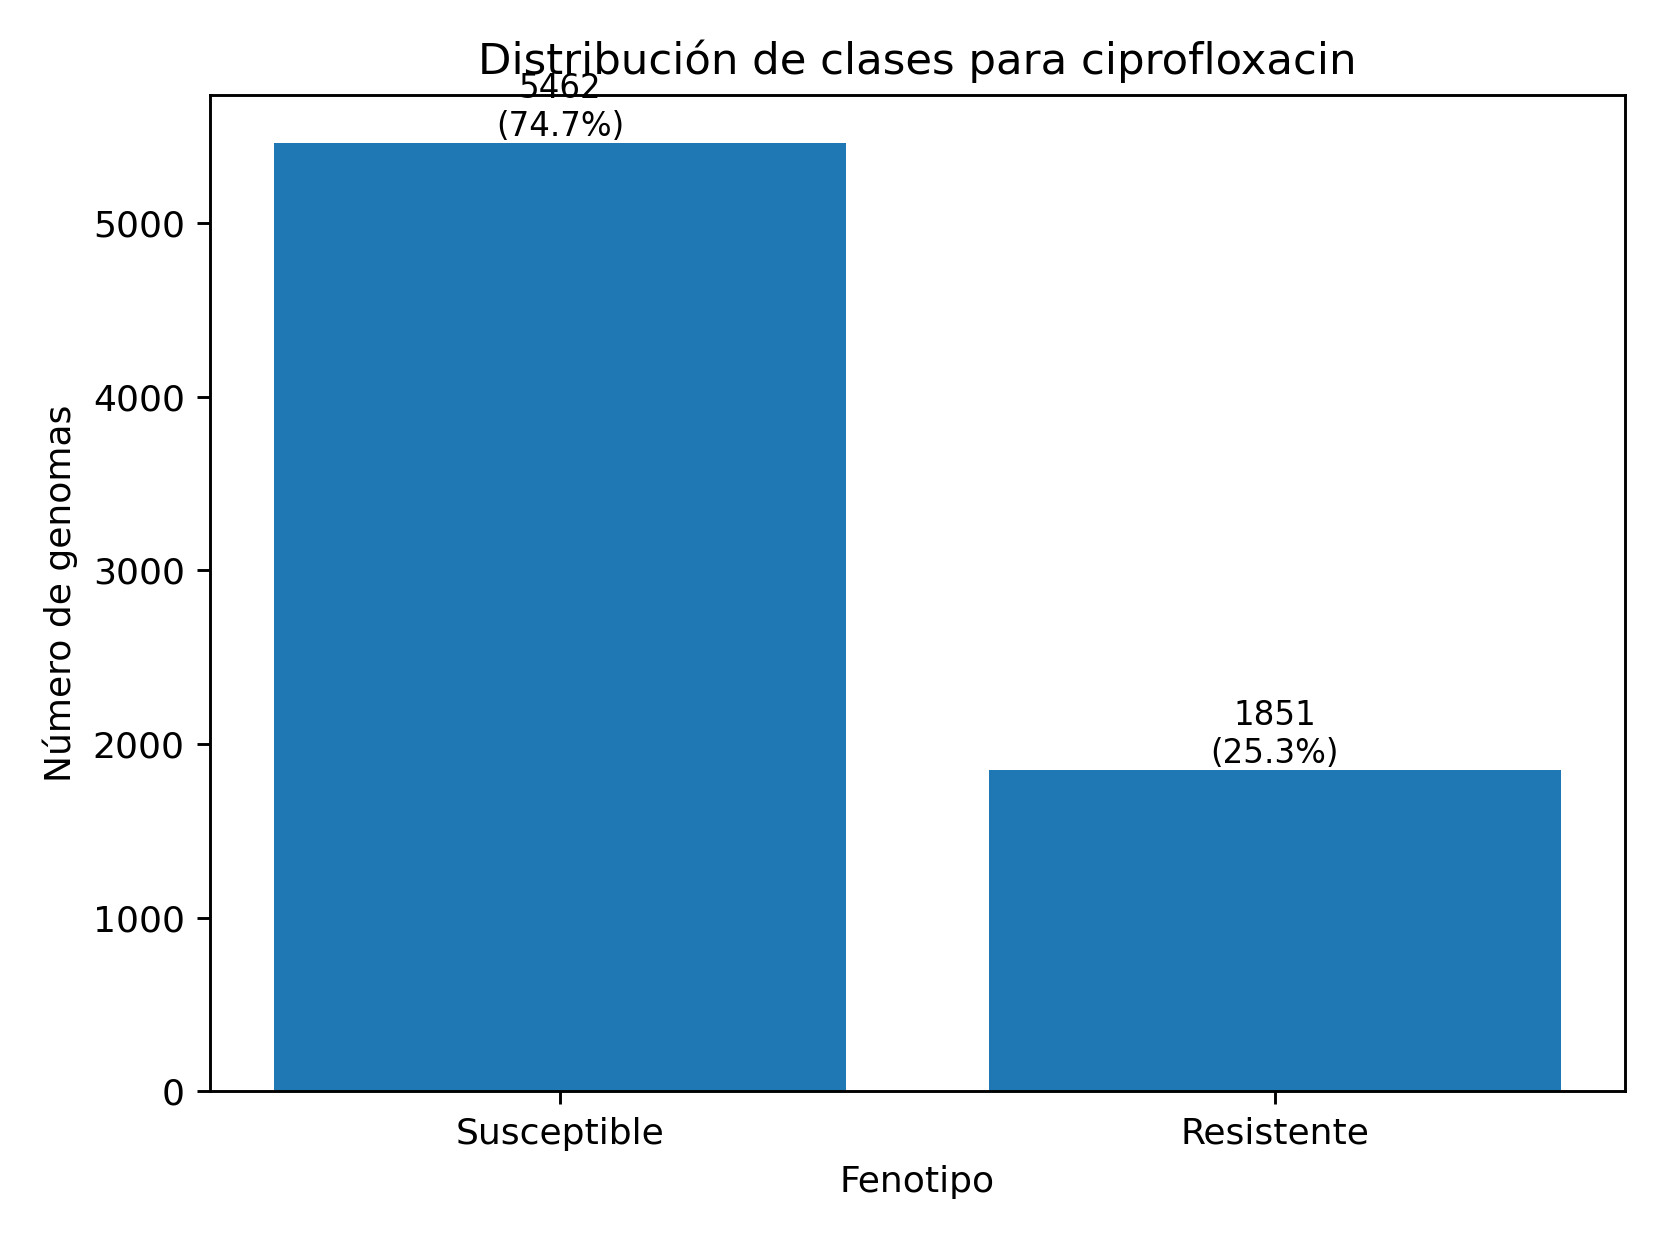 Distribución de clases para ciprofloxacin
5462
(74.7%)
1851
(25.3%)
5000
4000
3000
2000
1000
0
Número de genomas
Susceptible
Resistente
Fenotipo